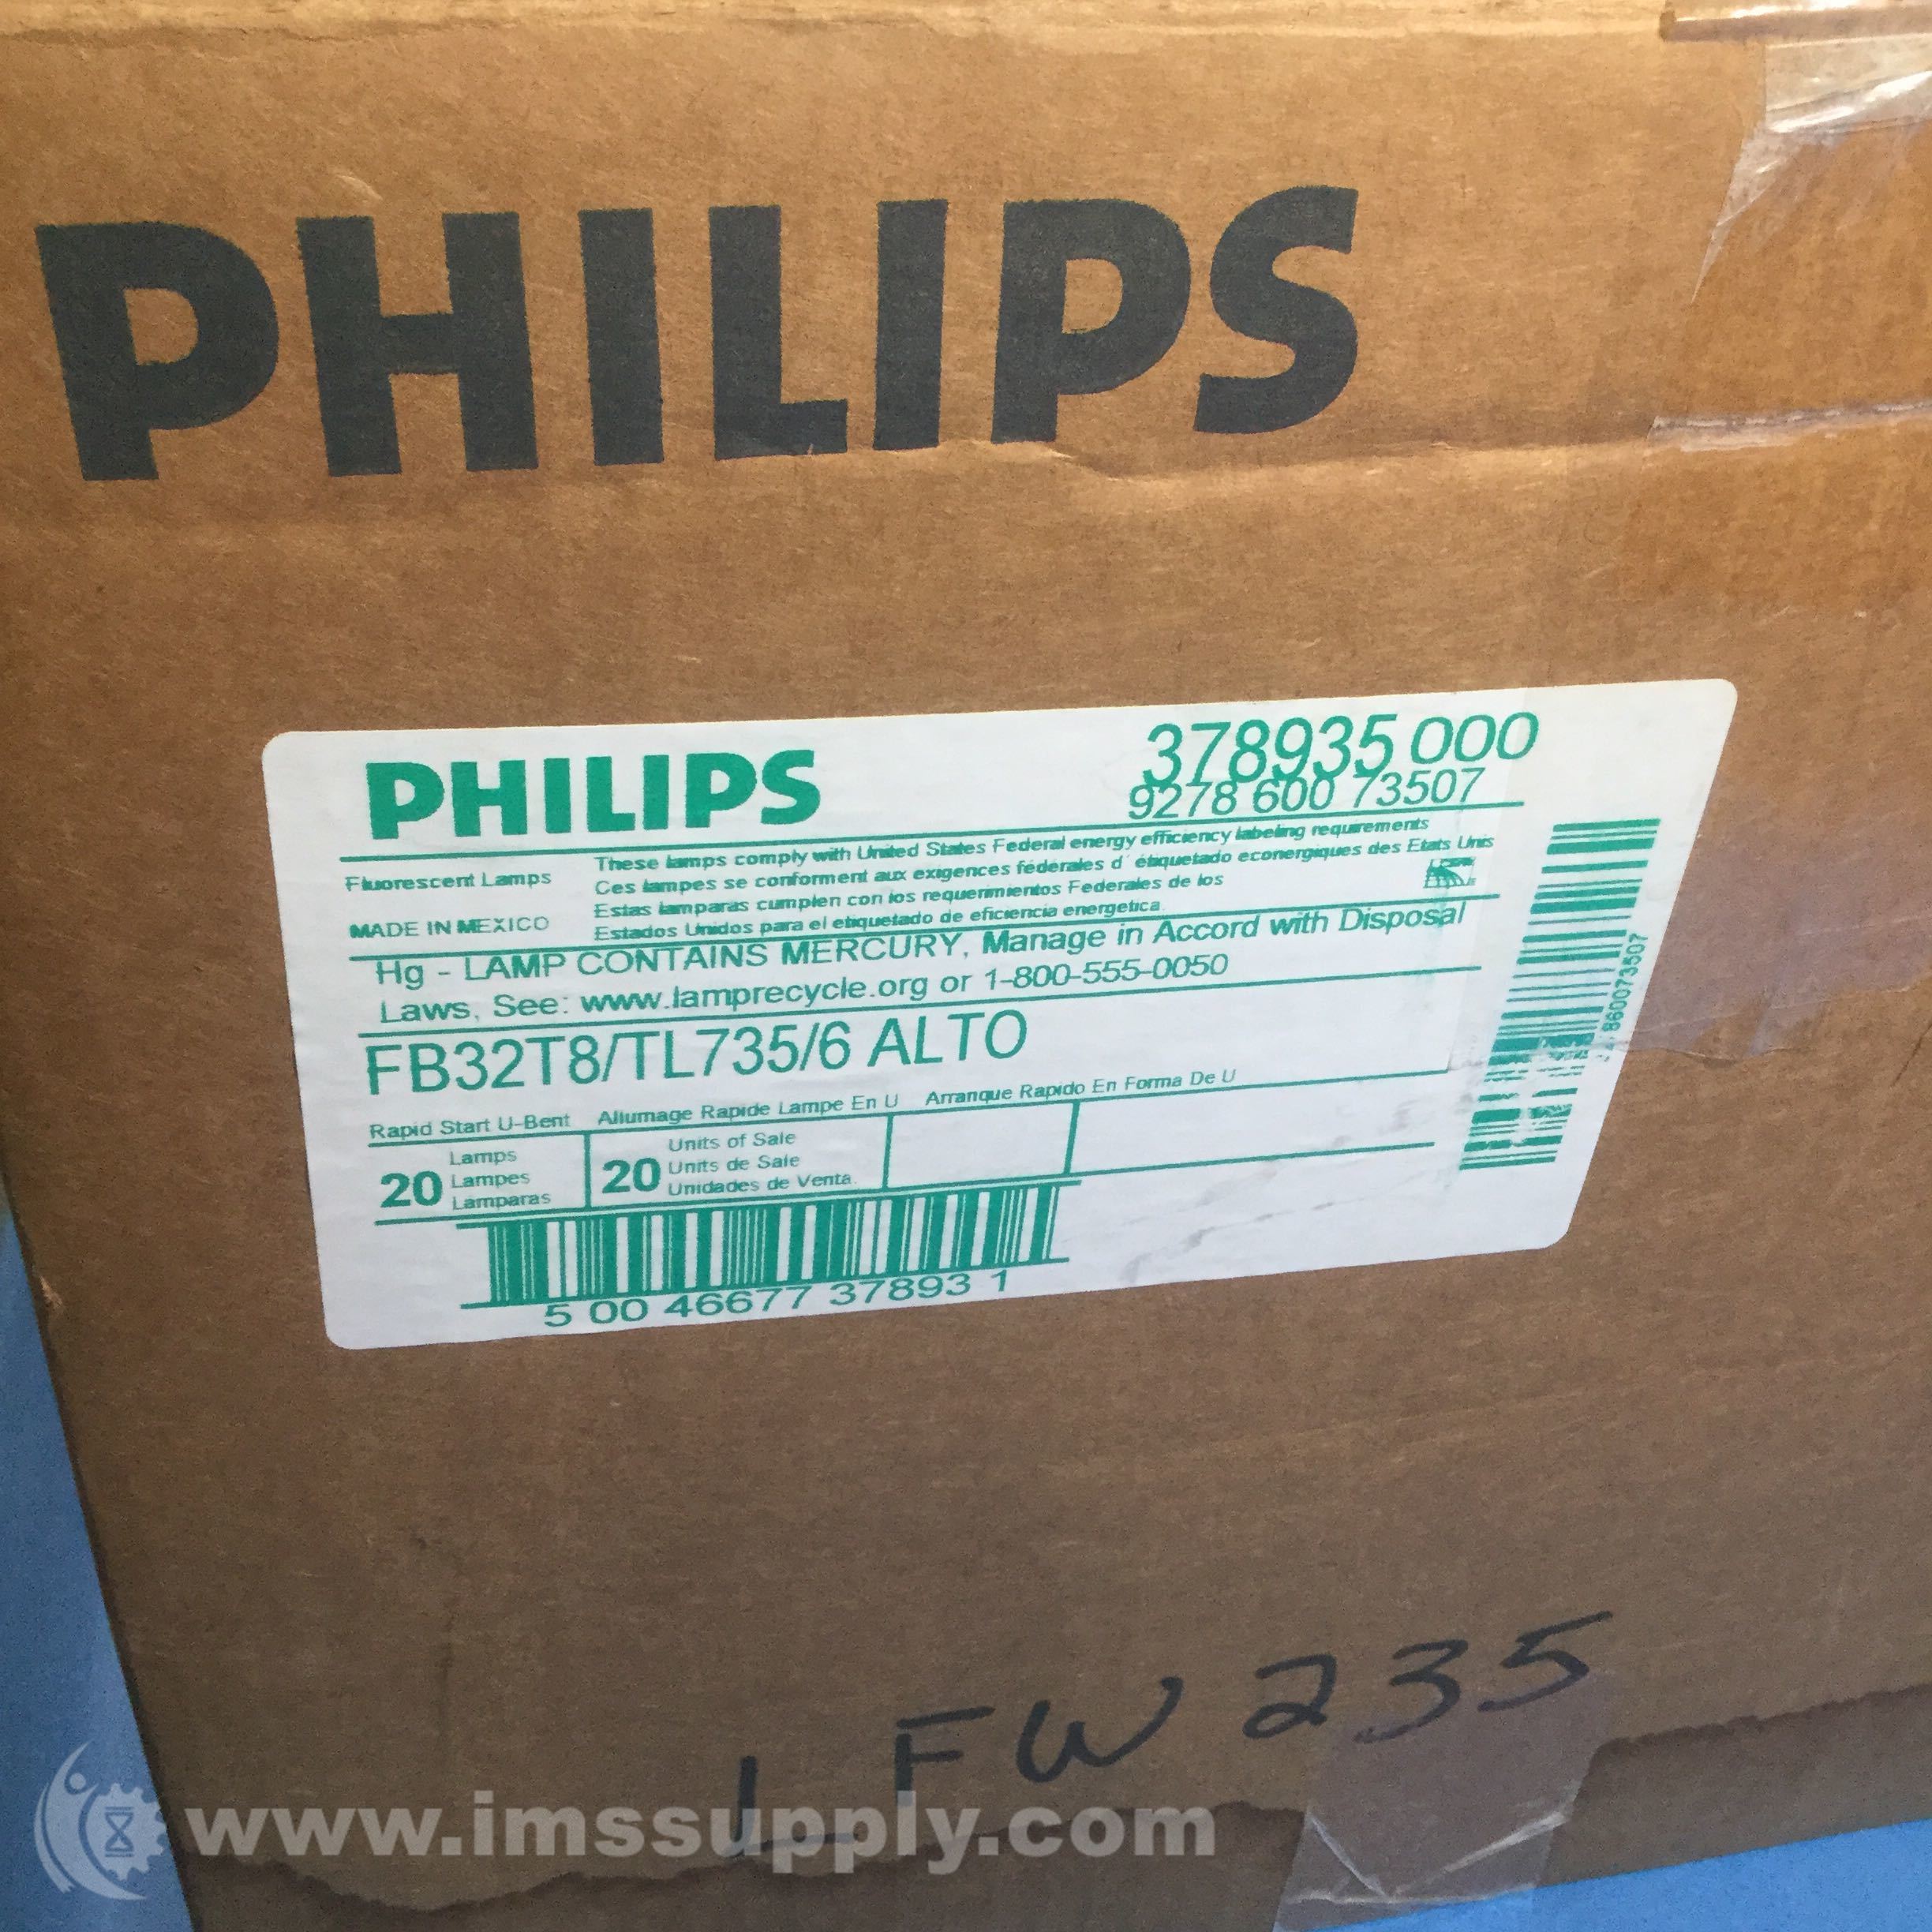 PHILIPS
PHILIPS
378935 000
9278 600 73507
Fluorescent Lamps
MADE IN MEXICO
These lamps comply with United States Federal energy efficiency labeling requirements
Ces lampes se conforment aux exigences fédérales d' étiquetado econergiques des Etats Unis
Estas lamparas cumplen con los requerimientos Federales de los
Estados Unidos para el etiquetado de eficiencia energetica.
Hg - LAMP CONTAINS MERCURY, Manage in Accord with Disposal
Laws, See: www.lamprecycle.org or 1-800-555-0050
FB32T8/TL735/6 ALTO
Rapid Start U-Bent Allumage Rapide Lampe En U Arranque Rapido En Forma De U
20 Lamps
Lampes
Lamparas
20 Units of Sale
Units de Sale
Unidades de Venta.
5 00 46677 37893 1
L FW 235
www.imssupply.com